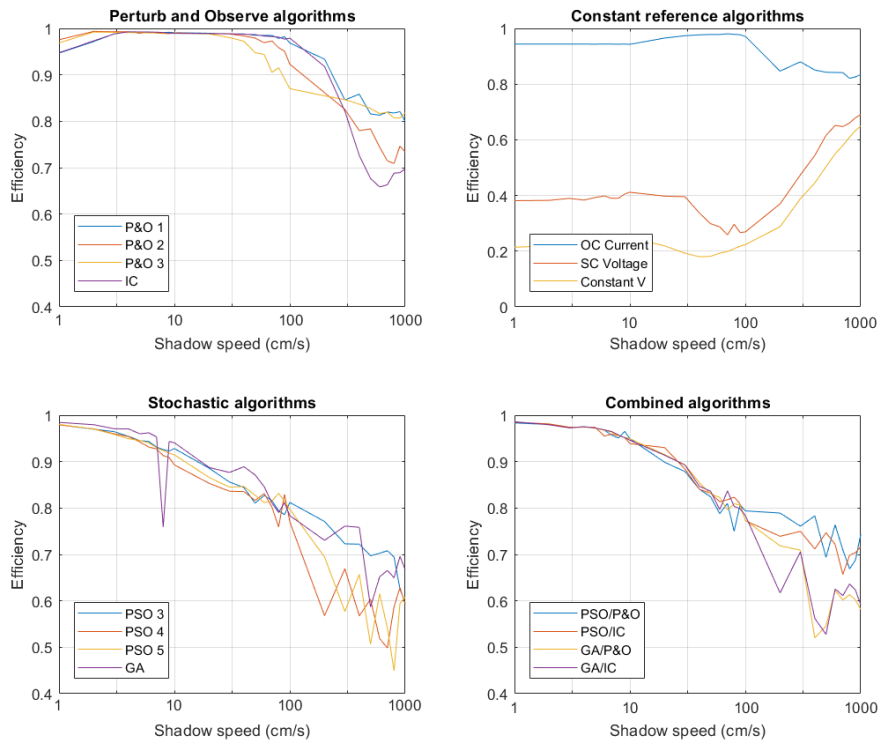 Perturb and Observe algorithms
1
0.9
0.8
0.7
0.6
0.5
0.4
Efficiency
P&O 1
P&O 2
P&O 3
IC
1 10 100 1000
Shadow speed (cm/s)
Constant reference algorithms
1
0.8
0.6
0.4
0.2
0
Efficiency
OC Current
SC Voltage
Constant V
1 10 100 1000
Shadow speed (cm/s)
Stochastic algorithms
1
0.9
0.8
0.7
0.6
0.5
0.4
Efficiency
PSO 3
PSO 4
PSO 5
GA
1 10 100 1000
Shadow speed (cm/s)
Combined algorithms
1
0.9
0.8
0.7
0.6
0.5
0.4
Efficiency
PSO/P&O
PSO/IC
GA/P&O
GA/IC
1 10 100 1000
Shadow speed (cm/s)